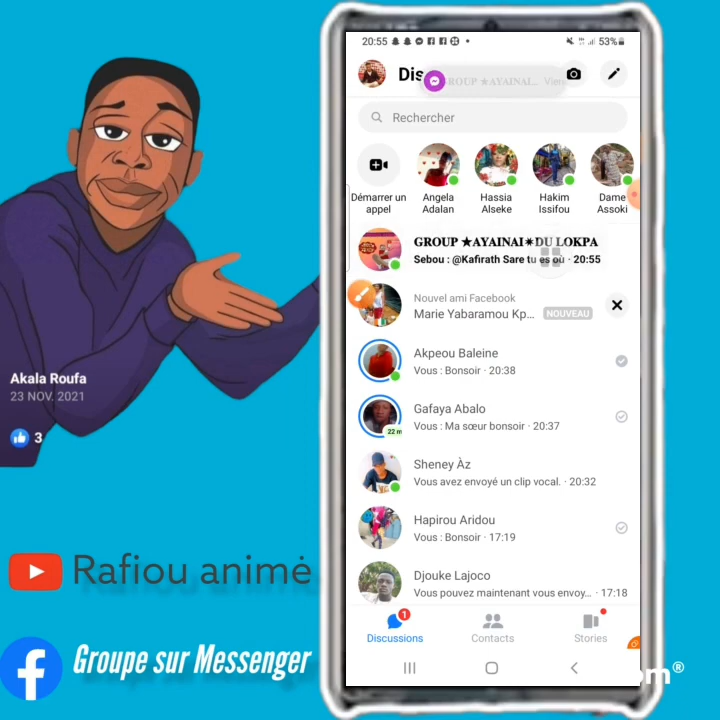 20:55
53%
Dis
GROUP ★AYAINAI...
Rechercher
Démarrer un appel
Angela Adalan
Hassia Alseke
Hakim Issifou
Dame Assoki
GROUP ★AYAINAI✷DU LOKPA
Sebou : @Kafirath Sare tu es où · 20:55
Nouvel ami Facebook
Marie Yabaramou Kp... NOUVEAU
Akpeou Baleine
Vous : Bonsoir · 20:38
Gafaya Abalo
22 m
Vous : Ma sœur bonsoir · 20:37
Sheney Àz
Vous avez envoyé un clip vocal. · 20:32
Hapirou Aridou
Vous : Bonsoir · 17:19
Djouke Lajoco
Vous pouvez maintenant vous envoy... · 17:18
1
Discussions
Contacts
Stories
Akala Roufa
23 NOV. 2021
3
Rafiou animė
Groupe sur Messenger
om®